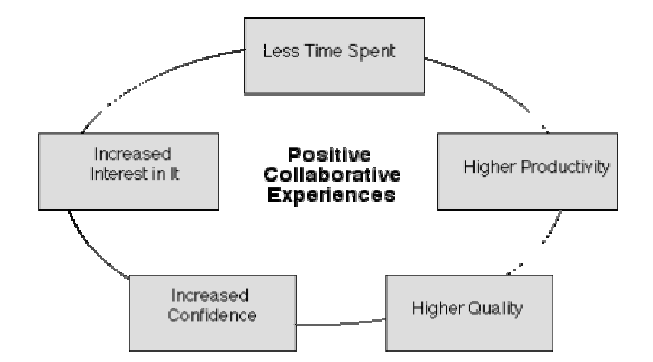 Less Time Spent
Increased
Interest in It
Positive
Collaborative
Experiences
Higher Productivity
Increased
Confidence
Higher Quality